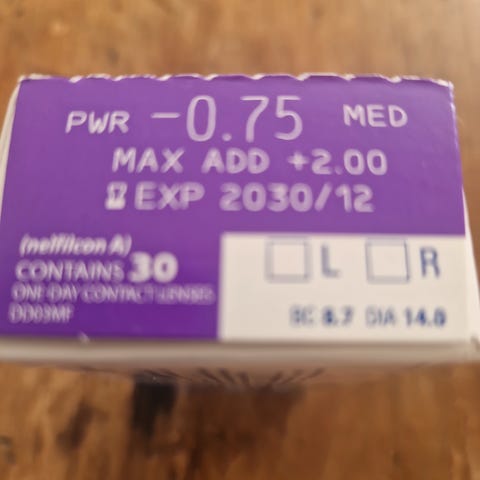 PWR -0.75 MED
MAX ADD +2.00
EXP 2030/12
(nelfilcon A)
CONTAINS 30
ONE-DAY CONTACT LENSES
DD03MF
L R
BC 8.7 DIA 14.0